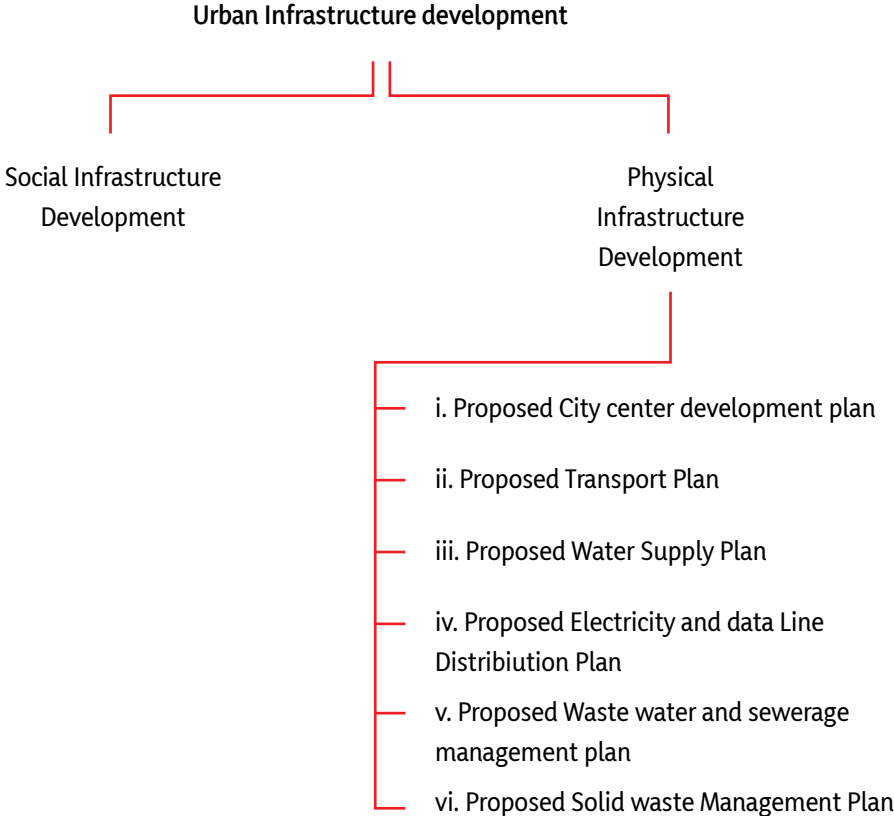 Urban Infrastructure development
Social Infrastructure
Development
Physical
Infrastructure
Development
i. Proposed City center development plan
ii. Proposed Transport Plan
iii. Proposed Water Supply Plan
iv. Proposed Electricity and data Line
Distribiution Plan
v. Proposed Waste water and sewerage
management plan
vi. Proposed Solid waste Management Plan